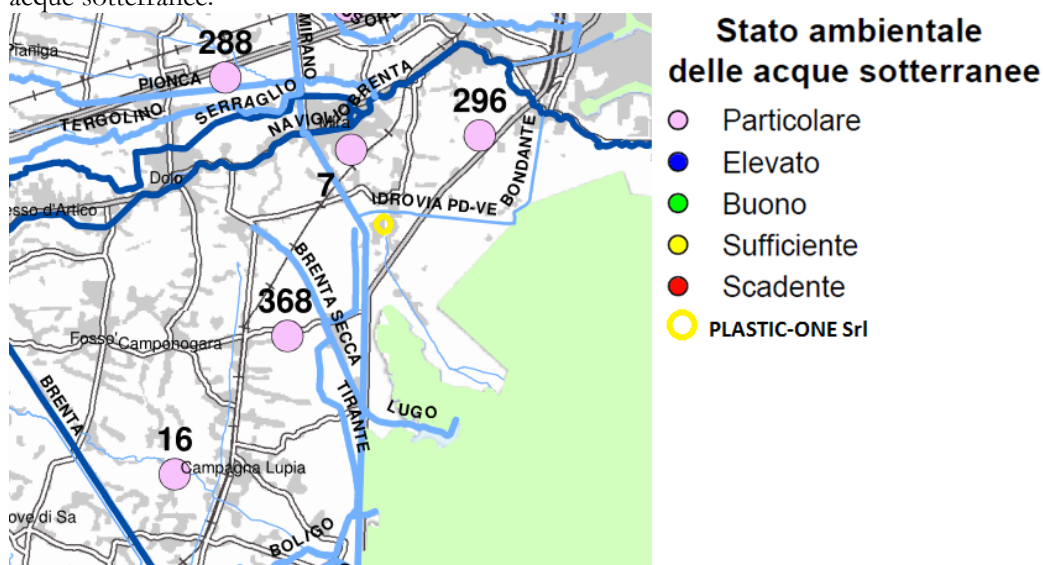 acque sotterranee.
Pianiga
288
MIRANO
PIONCA
SERRAGLIO
TERGOLINO
NAVIGLIOBRENTA
Mira
296
BONDANTE
Dolo
7
IDROVIA PD-VE
esso d'Artico
BRENTA SECCA
368
Fosso'
Camponogara
BRENTA
TIRANTE
LUGO
16
Campagna Lupia
ove di Sa
BOLIGO
Stato ambientale
delle acque sotterranee
Particolare
Elevato
Buono
Sufficiente
Scadente
PLASTIC-ONE Srl